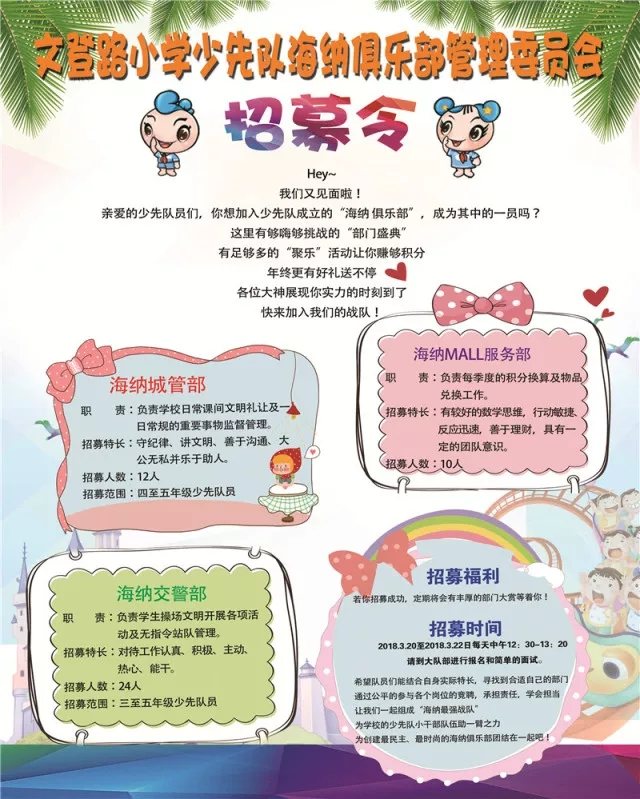 文登路小学少先队海纳俱乐部管理委员会
招募令
Hey~
我们又见面啦！
亲爱的少先队员们，你想加入少先队成立的“海纳 俱乐部”，成为其中的一员吗？
这里有够嗨够挑战的“部门盛典”
有足够多的“聚乐”活动让你赚够积分
年终更有好礼送不停
各位大神展现你实力的时刻到了
快来加入我们的战队！
海纳城管部
职　　责：负责学校日常课间文明礼让及一
日常规的重要事物监督管理。
招募特长：守纪律、讲文明、善于沟通、大
公无私并乐于助人。
招募人数：12人
招募范围：四至五年级少先队员
海纳MALL服务部
职　　责：负责每季度的积分换算及物品
兑换工作。
招募特长：有较好的数学思维，行动敏捷、
反应迅速，善于理财，具有一
定的团队意识。
招募人数：10人
海纳交警部
职　　责：负责学生操场文明开展各项活
动及无指令站队管理。
招募特长：对待工作认真、积极、主动、
热心、能干。
招募人数：24人
招募范围：三至五年级少先队员
招募福利
若你招募成功，定期将会有丰厚的部门大赏等着你！
招募时间
2018.3.20至2018.3.22日每天中午12：30-13：20
请到大队部进行报名和简单的面试。
希望队员们能结合自身实际特长，寻找到合适自己的部门
通过公平的参与各个岗位的竞聘，承担责任，学会担当
让我们一起组成“海纳最强战队”
为学校的少先队小干部队伍助一臂之力
为创建最民主、最时尚的海纳俱乐部团结在一起吧！